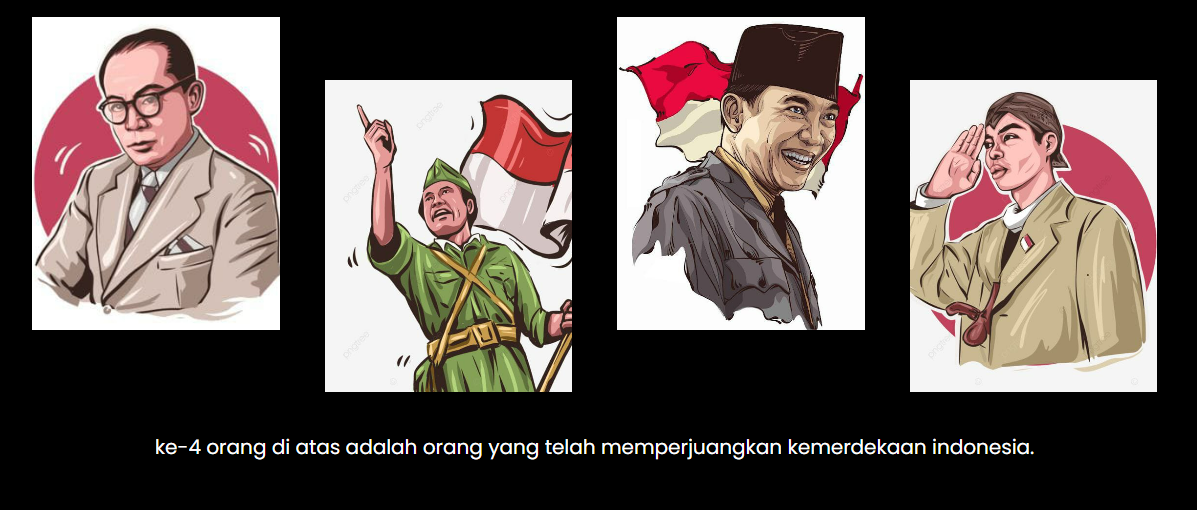 ke-4 orang di atas adalah orang yang telah memperjuangkan kemerdekaan indonesia.